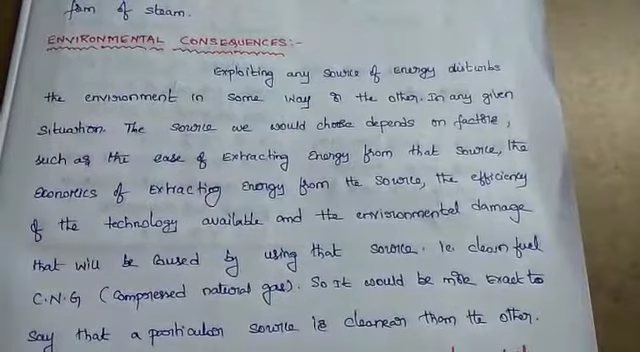 form of steam.
ENVIRONMENTAL CONSEQUENCES:-
Exploiting any source of energy disturbs
the environment in some way or the other. In any given
situation. The source we would choose depends on factors,
such as the ease of Extracting Energy from that source, the
economics of Extracting Energy from the source, the efficiency
of the technology available and the environmental damage
that will be caused by using that source. i.e. clean fuel
C.N.G (compressed natural gas). So It would be more Exact to
say that a particular source is cleanear than the other.